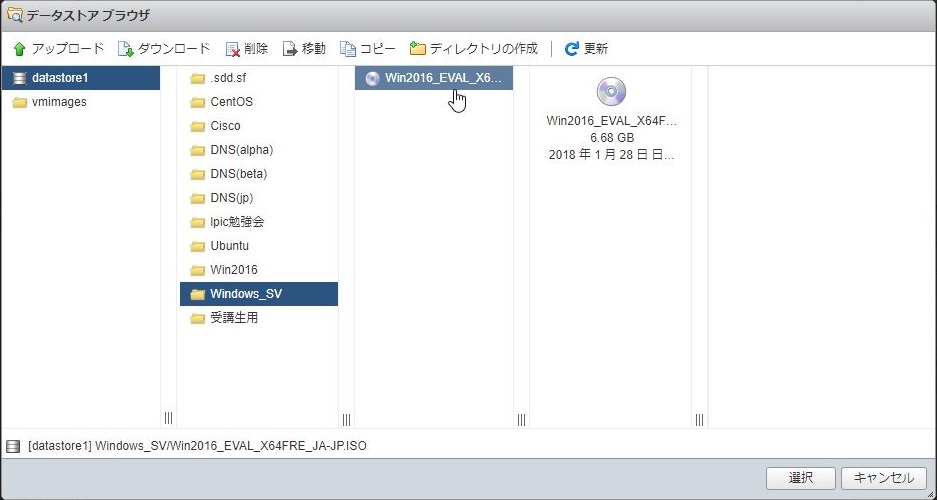 データストア ブラウザ
アップロード ダウンロード 削除 移動 コピー ディレクトリの作成 更新
datastore1
vmimages
.sdd.sf
CentOS
Cisco
DNS(alpha)
DNS(beta)
DNS(jp)
lpic勉強会
Ubuntu
Win2016
Windows_SV
受講生用
Win2016_EVAL_X6...
Win2016_EVAL_X64F...
6.68 GB
2018 年 1 月 28 日 日...
[datastore1] Windows_SV/Win2016_EVAL_X64FRE_JA-JP.ISO
選択 キャンセル